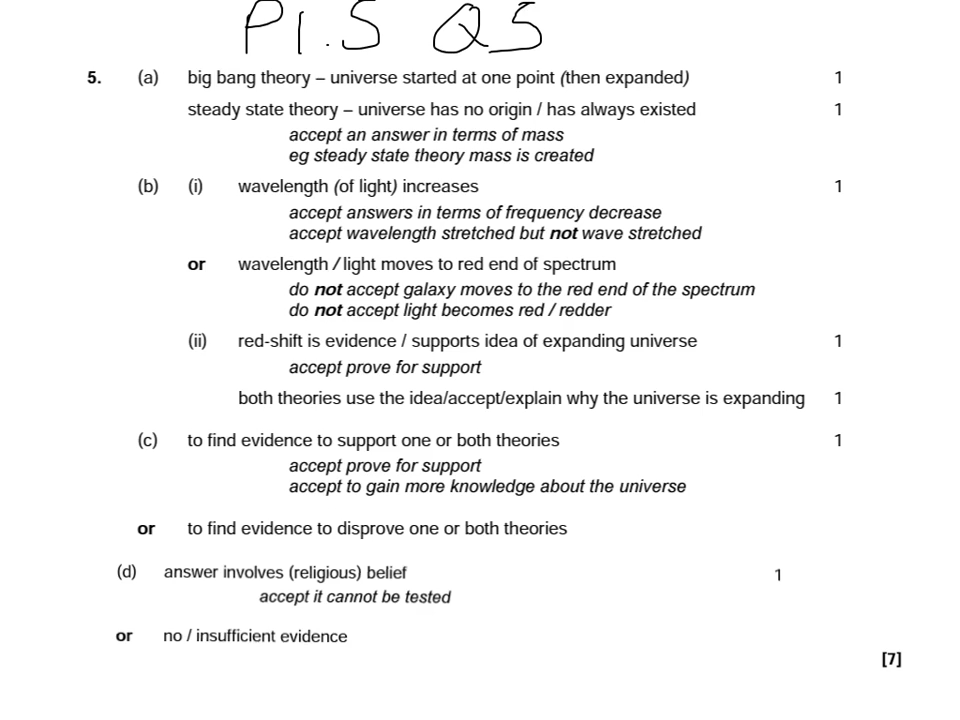 P1.5 Q5
5. (a) big bang theory – universe started at one point (then expanded) 1
steady state theory – universe has no origin / has always existed 1
accept an answer in terms of mass
eg steady state theory mass is created
(b) (i) wavelength (of light) increases 1
accept answers in terms of frequency decrease
accept wavelength stretched but not wave stretched
or wavelength / light moves to red end of spectrum
do not accept galaxy moves to the red end of the spectrum
do not accept light becomes red / redder
(ii) red-shift is evidence / supports idea of expanding universe 1
accept prove for support
both theories use the idea/accept/explain why the universe is expanding 1
(c) to find evidence to support one or both theories 1
accept prove for support
accept to gain more knowledge about the universe
or to find evidence to disprove one or both theories
(d) answer involves (religious) belief 1
accept it cannot be tested
or no / insufficient evidence
[7]